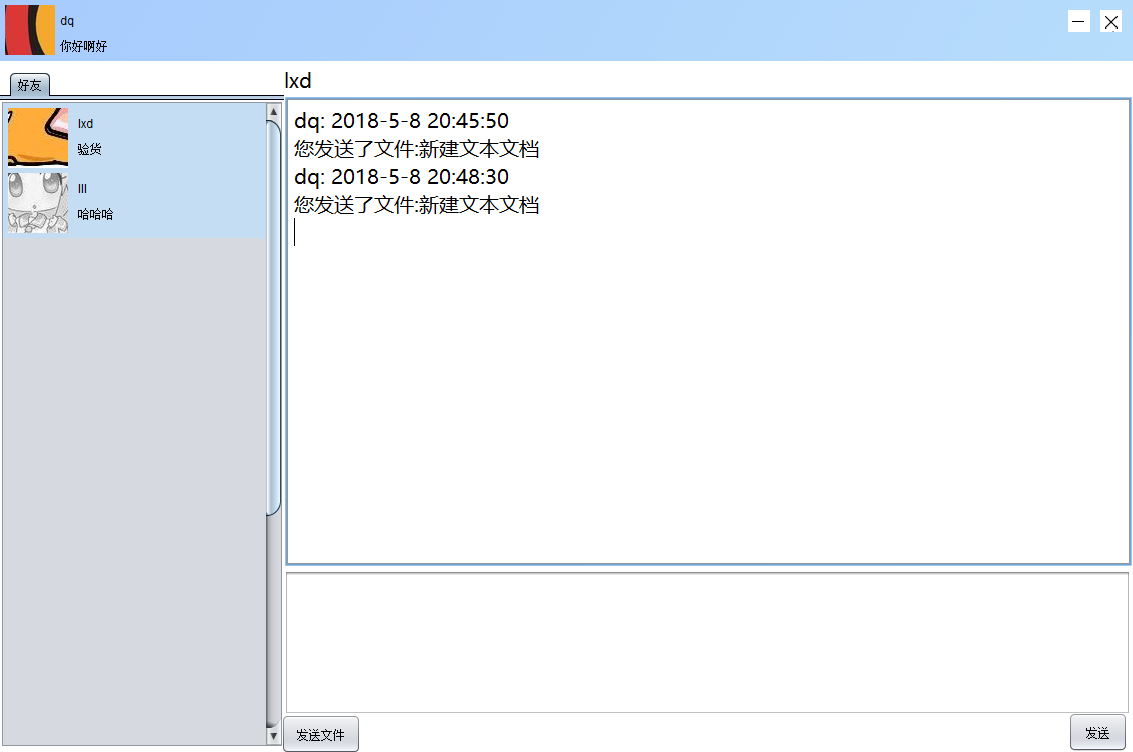 dq
你好啊好
好友
lxd
验货
lll
哈哈哈
lxd
dq: 2018-5-8 20:45:50
您发送了文件:新建文本文档
dq: 2018-5-8 20:48:30
您发送了文件:新建文本文档
发送文件
发送